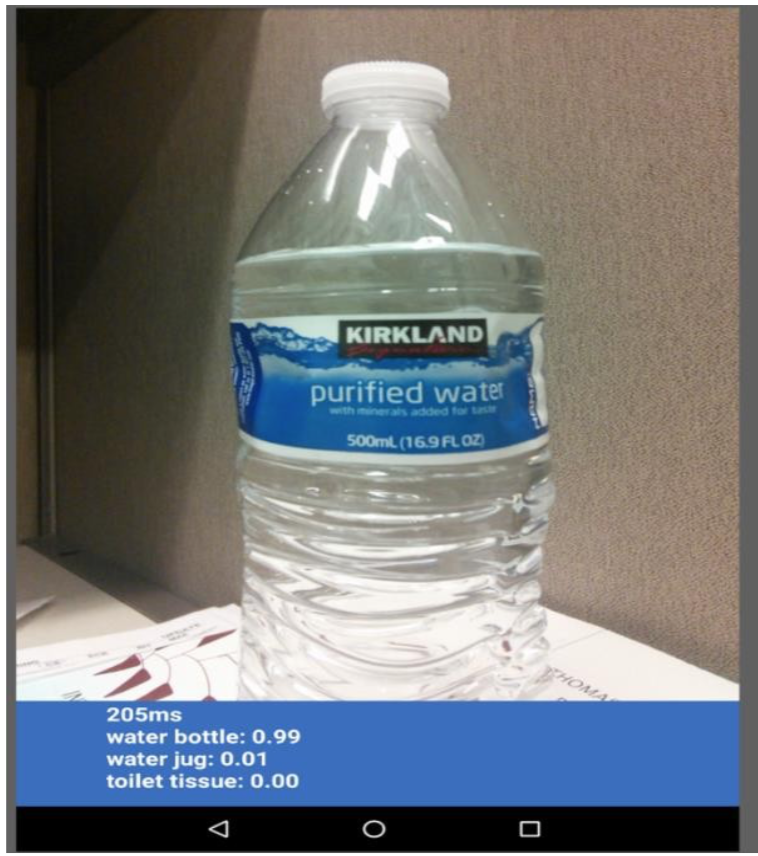 KIRKLAND
Signature
purified water
with minerals added for taste
500mL (16.9 FL OZ)
THOMAS
205ms
water bottle: 0.99
water jug: 0.01
toilet tissue: 0.00